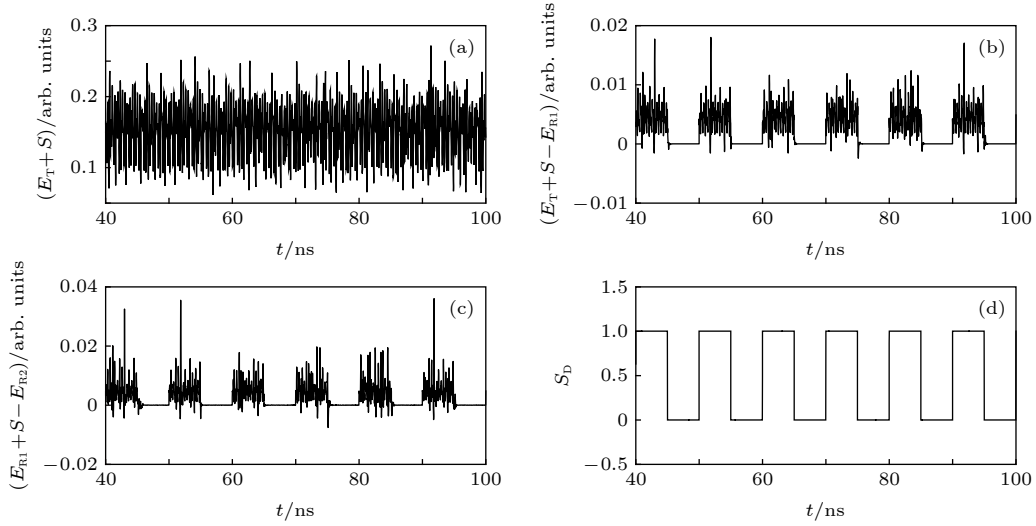 (E_T+S)/arb. units
0.3
0.2
0.1
(a)
40
60
80
100
t/ns
(E_T+S−E_R1)/arb. units
0.02
0.01
0
−0.01
(b)
40
60
80
100
t/ns
(E_R1+S−E_R2)/arb. units
0.04
0.02
0
−0.02
(c)
40
60
80
100
t/ns
S_D
1.5
1.0
0.5
0
−0.5
(d)
40
60
80
100
t/ns